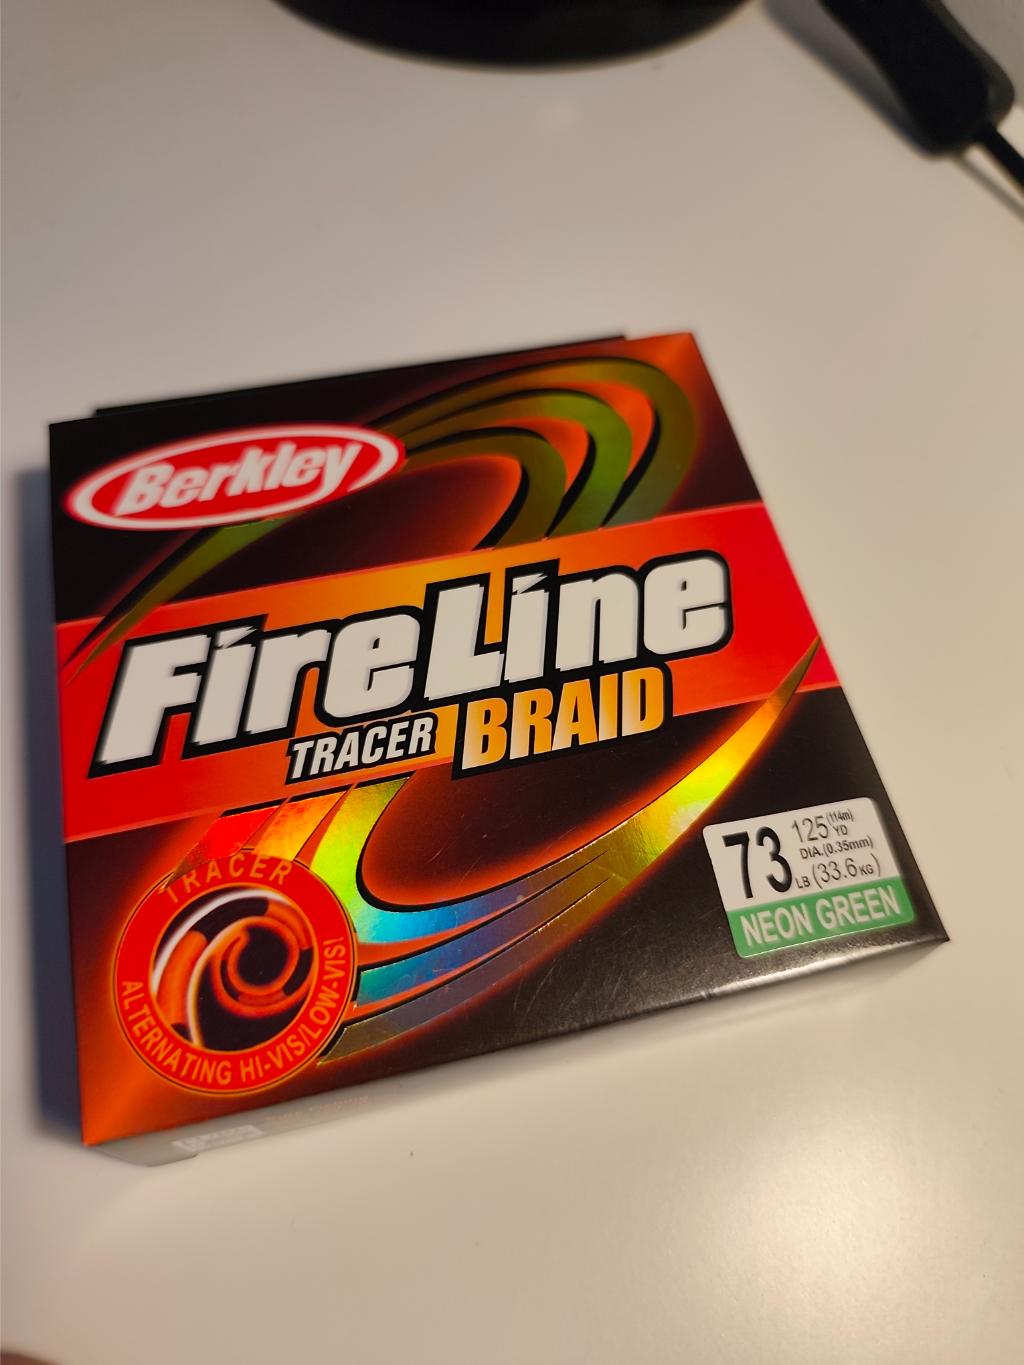 Berkley
FireLine
TRACER BRAID
TRACER
ALTERNATING HI-VIS/LOW-VIS!
73 LB (33.6KG)
125 YD (114m)
DIA.(0.35mm)
NEON GREEN